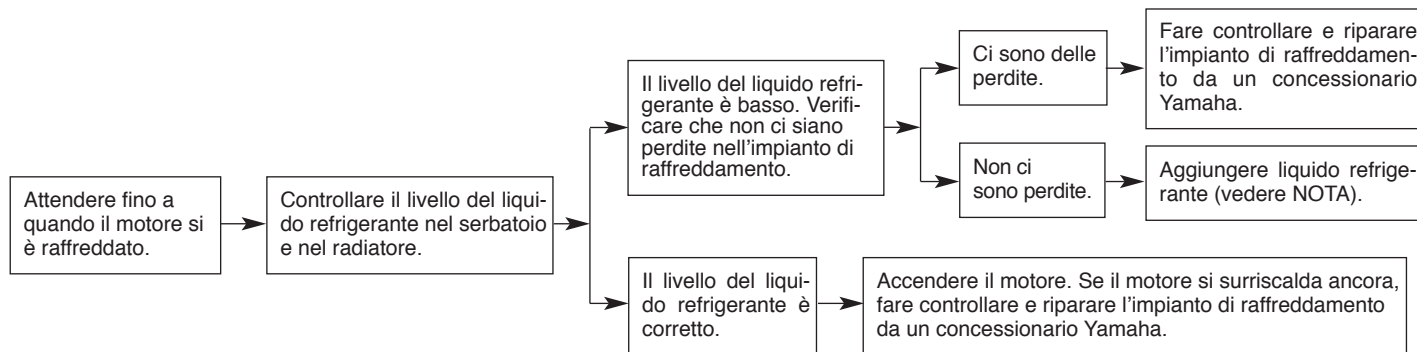 Attendere fino a
quando il motore si
è raffreddato.
Controllare il livello del liqui-
do refrigerante nel serbatoio
e nel radiatore.
Il livello del liquido refri-
gerante è basso. Verifi-
care che non ci siano
perdite nell'impianto di
raffreddamento.
Ci sono delle
perdite.
Fare controllare e riparare
l'impianto di raffreddamen-
to da un concessionario
Yamaha.
Non ci
sono perdite.
Aggiungere liquido refrige-
rante (vedere NOTA).
Il livello del liqui-
do refrigerante è
corretto.
Accendere il motore. Se il motore si surriscalda ancora,
fare controllare e riparare l'impianto di raffreddamento
da un concessionario Yamaha.